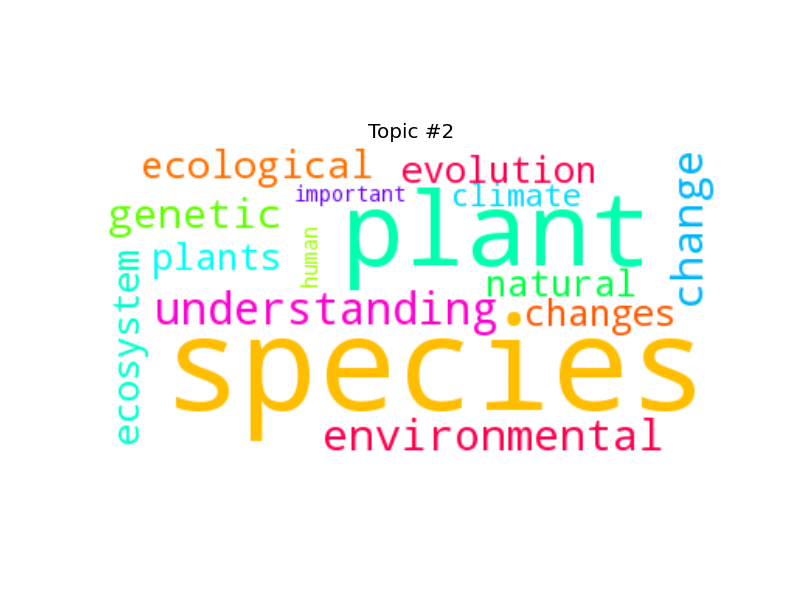 Topic #2
ecological
evolution
change
important
climate
genetic
plant
human
plants
ecosystem
natural
understanding
changes
species
environmental